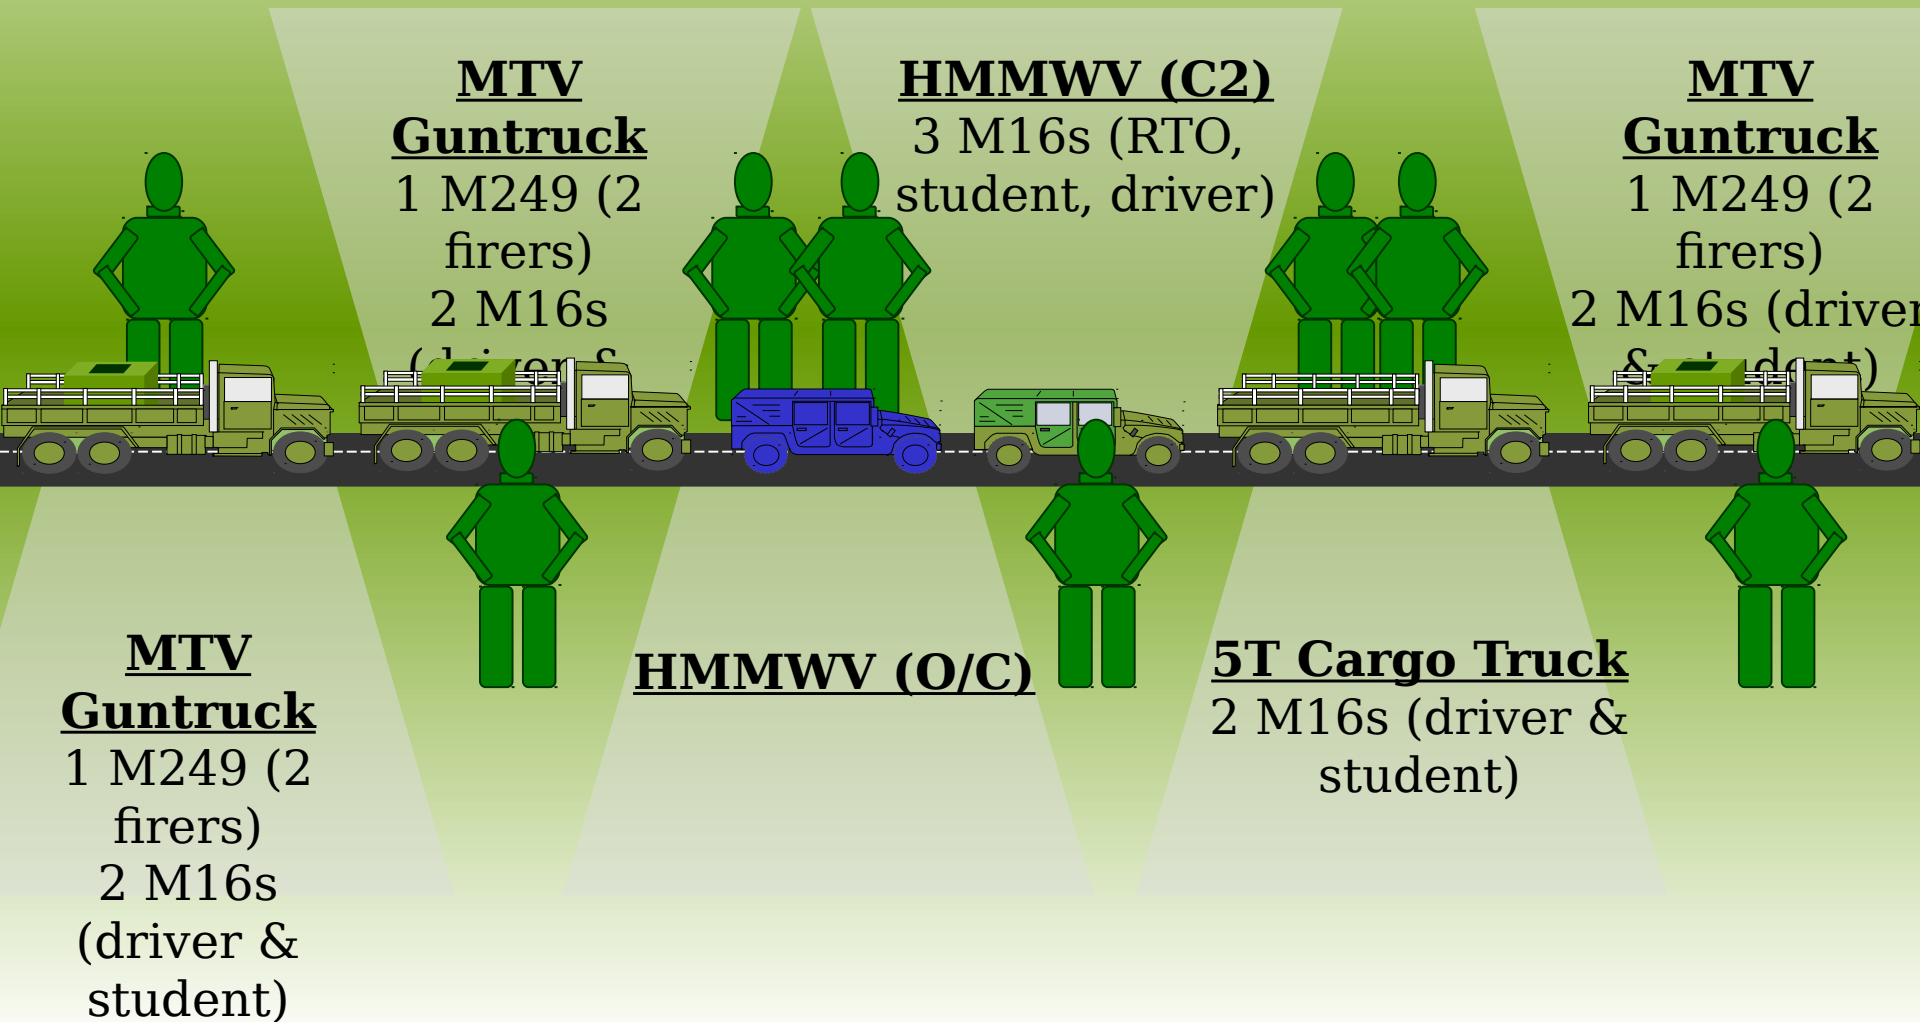 MTV
Guntruck
1 M249 (2
firers)
2 M16s
(driver &
HMMWV (C2)
3 M16s (RTO,
student, driver)
MTV
Guntruck
1 M249 (2
firers)
2 M16s (driver
& student)
MTV
Guntruck
1 M249 (2
firers)
2 M16s
(driver &
student)
HMMWV (O/C)
5T Cargo Truck
2 M16s (driver &
student)